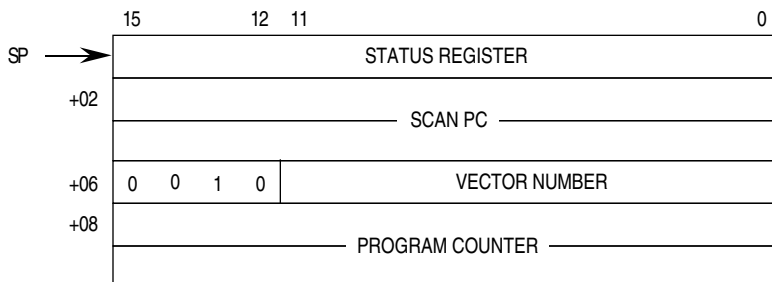 15 12 11 0
SP STATUS REGISTER
+02
SCAN PC
+06 0 0 1 0 VECTOR NUMBER
+08
PROGRAM COUNTER